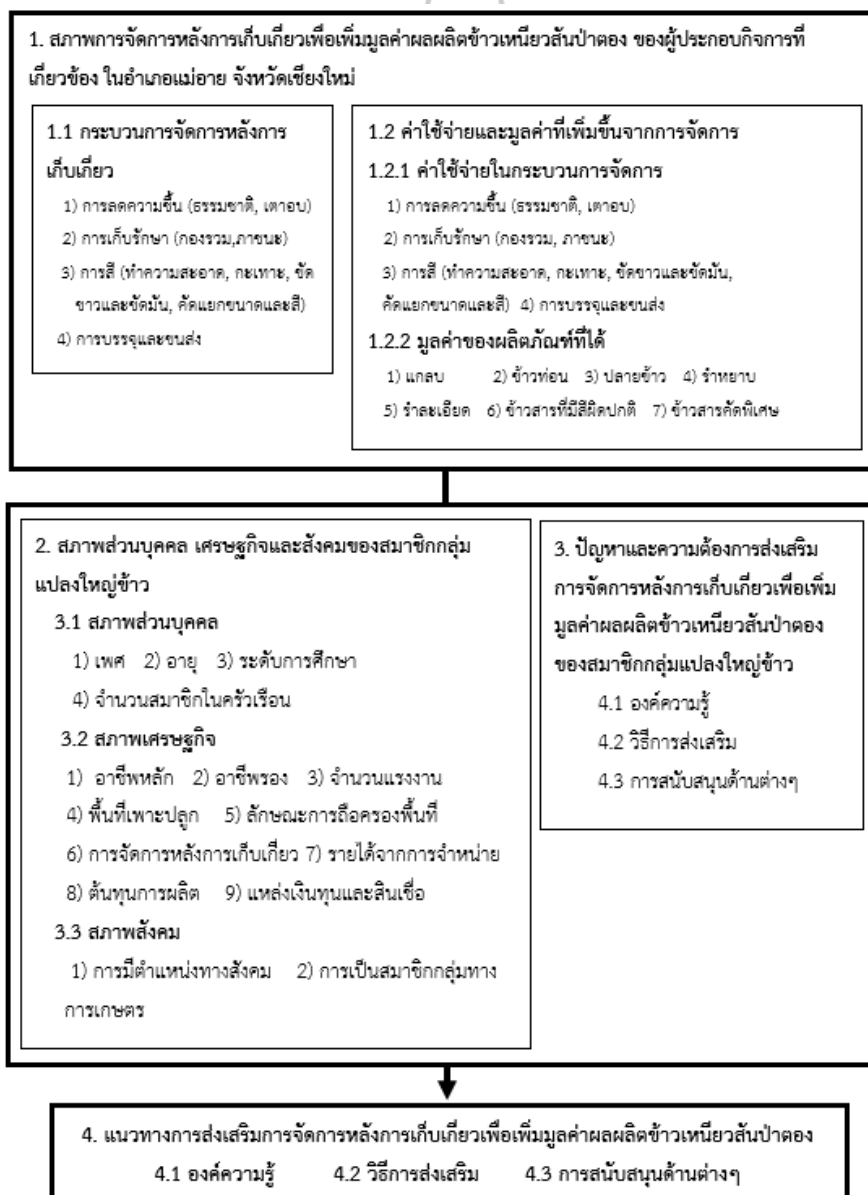 1. สภาพการจัดการหลังการเก็บเกี่ยวเพื่อเพิ่มมูลค่าผลผลิตข้าวเหนียวสันป่าตอง ของผู้ประกอบกิจการที่
เกี่ยวข้อง ในอำเภอแม่อาย จังหวัดเชียงใหม่
1.1 กระบวนการจัดการหลังการ
เก็บเกี่ยว
1) การลดความชื้น (ธรรมชาติ, เตาอบ)
2) การเก็บรักษา (กองรวม,ภาชนะ)
3) การสี (ทำความสะอาด, กะเทาะ, ขัด
ขาวและขัดมัน, คัดแยกขนาดและสี)
4) การบรรจุและขนส่ง
1.2 ค่าใช้จ่ายและมูลค่าที่เพิ่มขึ้นจากการจัดการ
1.2.1 ค่าใช้จ่ายในกระบวนการจัดการ
1) การลดความชื้น (ธรรมชาติ, เตาอบ)
2) การเก็บรักษา (กองรวม, ภาชนะ)
3) การสี (ทำความสะอาด, กะเทาะ, ขัดขาวและขัดมัน,
คัดแยกขนาดและสี) 4) การบรรจุและขนส่ง
1.2.2 มูลค่าของผลิตภัณฑ์ที่ได้
1) แกลบ 2) ข้าวท่อน 3) ปลายข้าว 4) รำหยาบ
5) รำละเอียด 6) ข้าวสารที่มีสีผิดปกติ 7) ข้าวสารคัดพิเศษ
2. สภาพส่วนบุคคล เศรษฐกิจและสังคมของสมาชิกกลุ่ม
แปลงใหญ่ข้าว
3.1 สภาพส่วนบุคคล
1) เพศ 2) อายุ 3) ระดับการศึกษา
4) จำนวนสมาชิกในครัวเรือน
3.2 สภาพเศรษฐกิจ
1) อาชีพหลัก 2) อาชีพรอง 3) จำนวนแรงงาน
4) พื้นที่เพาะปลูก 5) ลักษณะการถือครองพื้นที่
6) การจัดการหลังการเก็บเกี่ยว 7) รายได้จากการจำหน่าย
8) ต้นทุนการผลิต 9) แหล่งเงินทุนและสินเชื่อ
3.3 สภาพสังคม
1) การมีตำแหน่งทางสังคม 2) การเป็นสมาชิกกลุ่มทาง
การเกษตร
3. ปัญหาและความต้องการส่งเสริม
การจัดการหลังการเก็บเกี่ยวเพื่อเพิ่ม
มูลค่าผลผลิตข้าวเหนียวสันป่าตอง
ของสมาชิกกลุ่มแปลงใหญ่ข้าว
4.1 องค์ความรู้
4.2 วิธีการส่งเสริม
4.3 การสนับสนุนด้านต่างๆ
4. แนวทางการส่งเสริมการจัดการหลังการเก็บเกี่ยวเพื่อเพิ่มมูลค่าผลผลิตข้าวเหนียวสันป่าตอง
4.1 องค์ความรู้ 4.2 วิธีการส่งเสริม 4.3 การสนับสนุนด้านต่างๆ